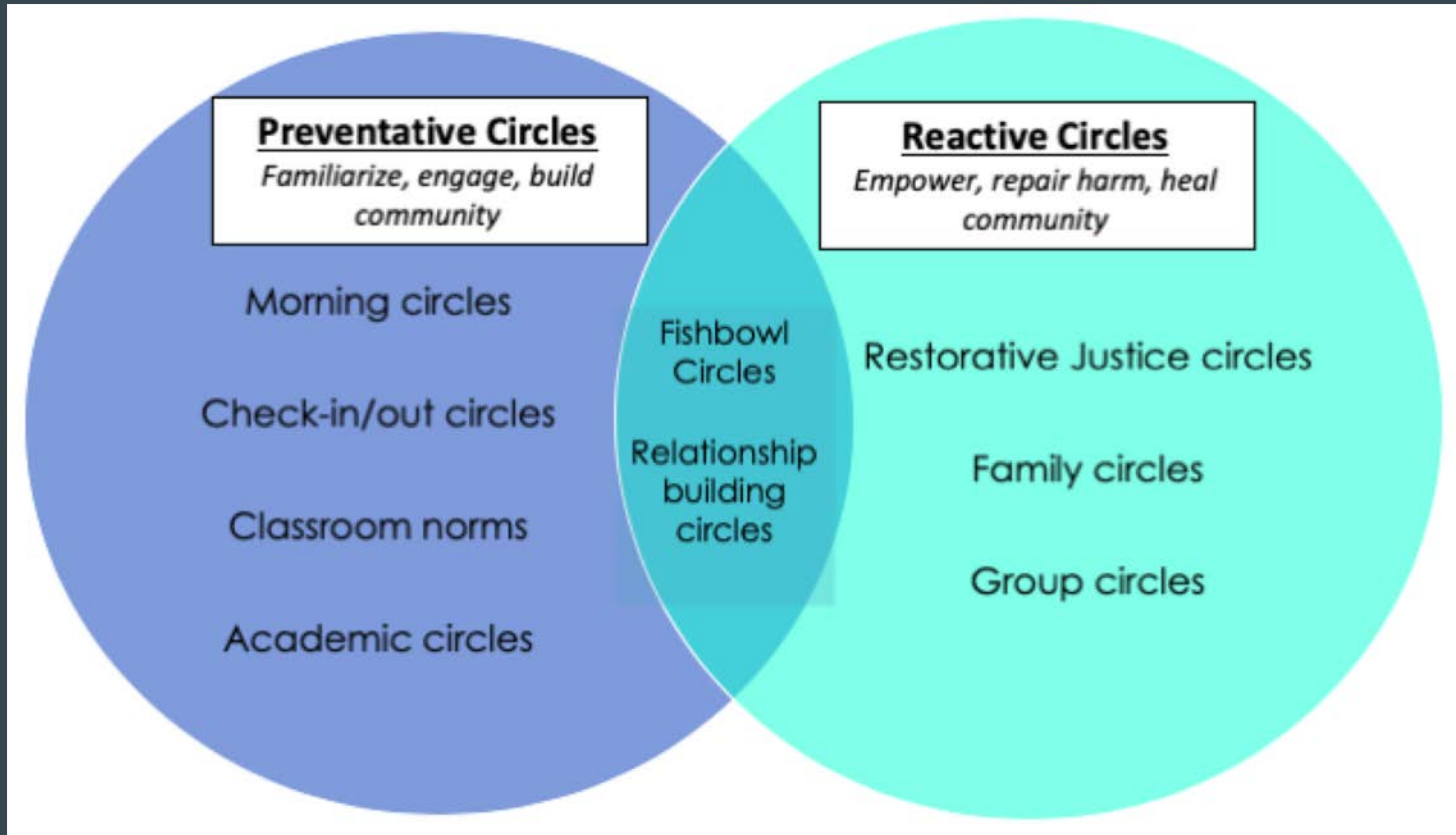 Preventative Circles
Familiarize, engage, build
community
Morning circles
Check-in/out circles
Classroom norms
Academic circles
Fishbowl
Circles
Relationship
building
circles
Reactive Circles
Empower, repair harm, heal
community
Restorative Justice circles
Family circles
Group circles